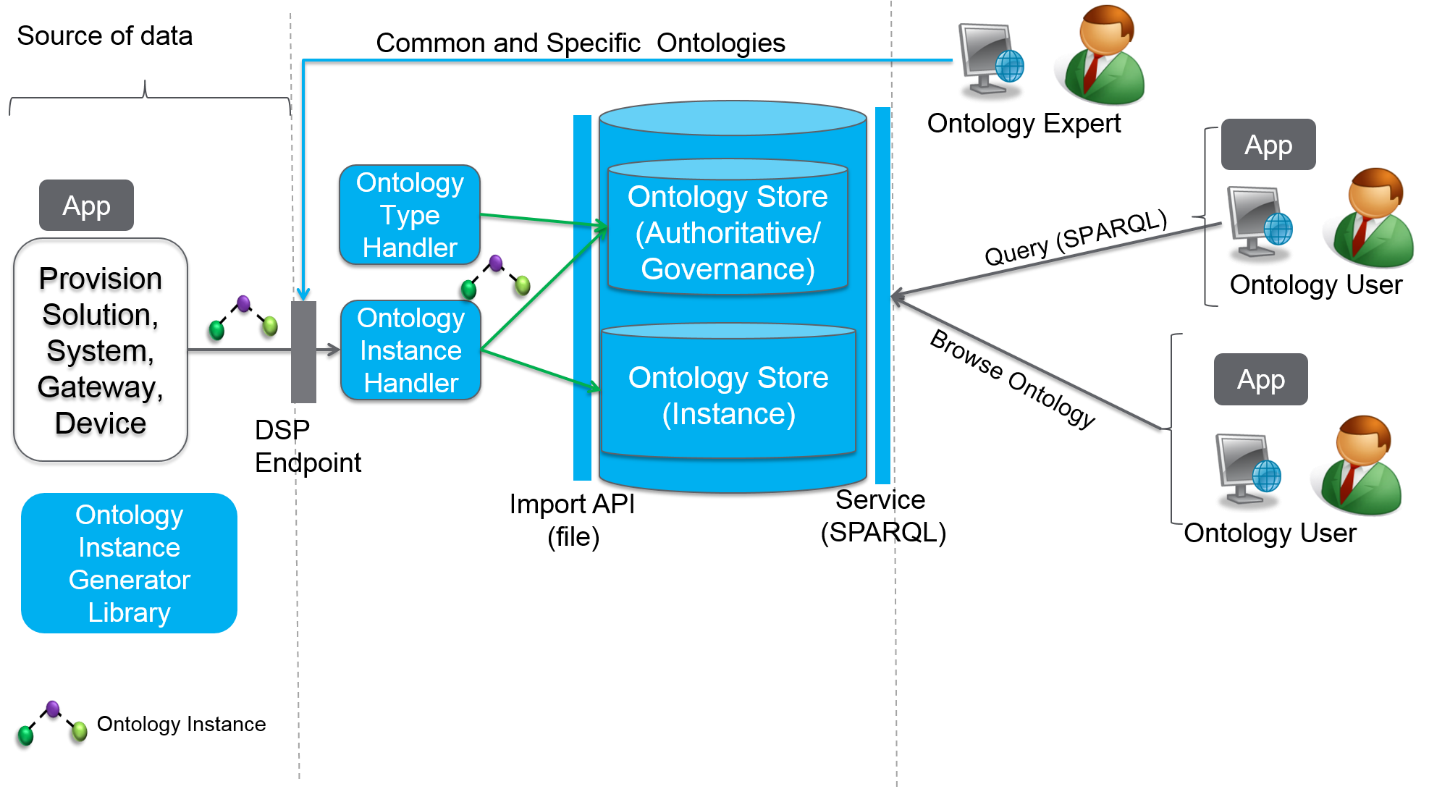 Source of data
Common and Specific  Ontologies
Ontology Expert
App
Provision
Solution,
System,
Gateway,
Device
Ontology
Instance
Generator
Library
Ontology Instance
DSP
Endpoint
Ontology
Type
Handler
Ontology
Instance
Handler
Import API
(file)
Ontology Store
(Authoritative/
Governance)
Ontology Store
(Instance)
Service
(SPARQL)
Query (SPARQL)
Browse Ontology
App
Ontology User
App
Ontology User